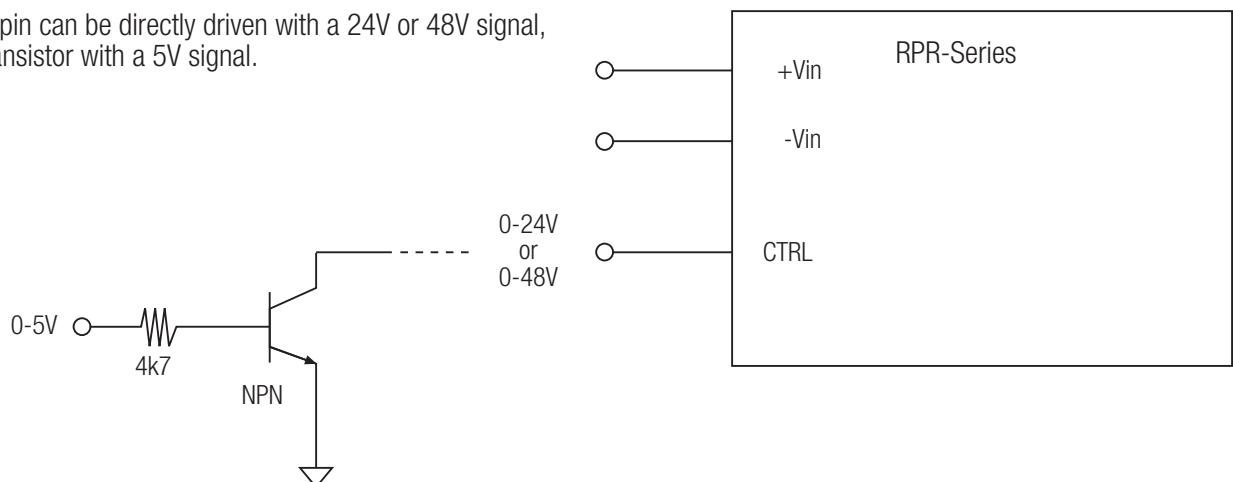 pin can be directly driven with a 24V or 48V signal,
ansistor with a 5V signal.
RPR-Series
+Vin
-Vin
0-24V
or
0-48V
CTRL
0-5V
4k7
NPN